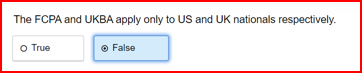 The FCPA and UKBA apply only to US and UK nationals respectively.
True
False